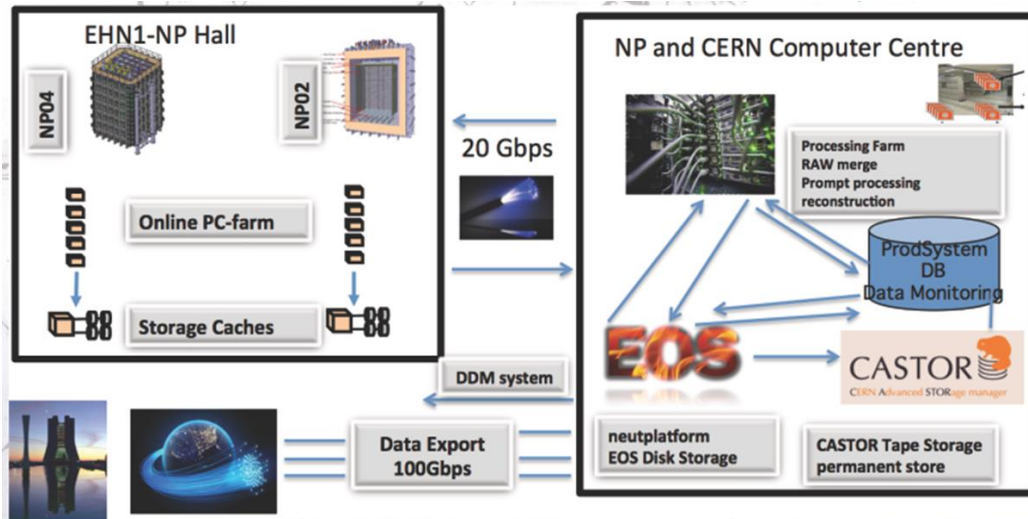 EHN1-NP Hall
NP04
NP02
Online PC-farm
Storage Caches
20 Gbps
NP and CERN Computer Centre
Processing Farm
RAW merge
Prompt processing
reconstruction
ProdSystem
DB
Data Monitoring
EOS
CASTOR
CERN Advanced STORage manager
neutplatform
EOS Disk Storage
CASTOR Tape Storage
permanent store
DDM system
Data Export
100Gbps